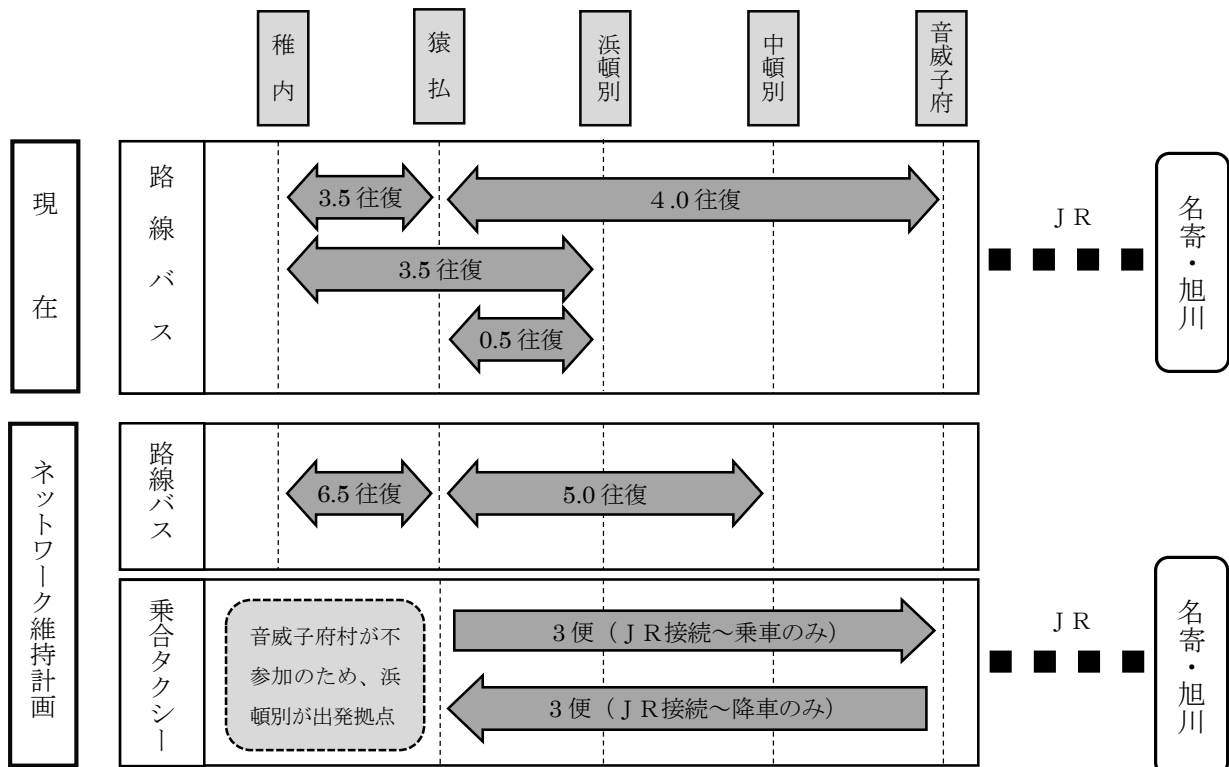 稚内
猿払
浜頓別
中頓別
音威子府
現在
路線バス
3.5 往復
4.0 往復
3.5 往復
0.5 往復
ＪＲ
名寄・旭川
ネットワーク維持計画
路線バス
6.5 往復
5.0 往復
乗合タクシー
音威子府村が不
参加のため、浜
頓別が出発拠点
3 便（ＪＲ接続～乗車のみ）
3 便（ＪＲ接続～降車のみ）
ＪＲ
名寄・旭川